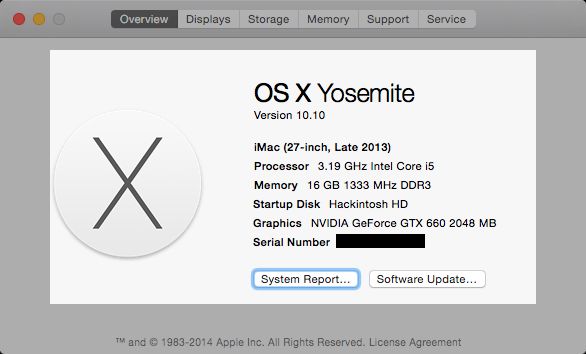 Overview Displays Storage Memory Support Service
OS X Yosemite
Version 10.10
iMac (27-inch, Late 2013)
Processor 3.19 GHz Intel Core i5
Memory 16 GB 1333 MHz DDR3
Startup Disk Hackintosh HD
Graphics NVIDIA GeForce GTX 660 2048 MB
Serial Number
System Report... Software Update...
™ and © 1983-2014 Apple Inc. All Rights Reserved. License Agreement